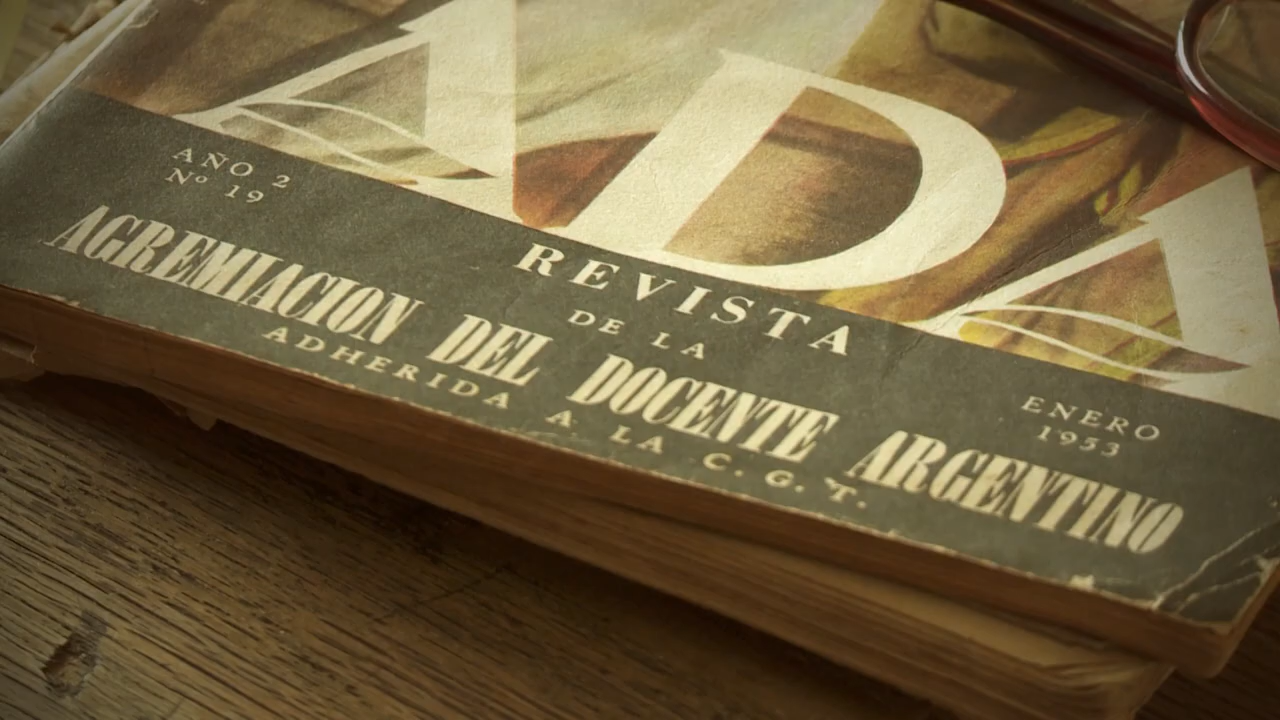 ADA
AÑO 2
Nº 19
REVISTA
DE LA
AGREMIACION DEL DOCENTE ARGENTINO
ADHERIDA A LA C.G.T.
ENERO
1953